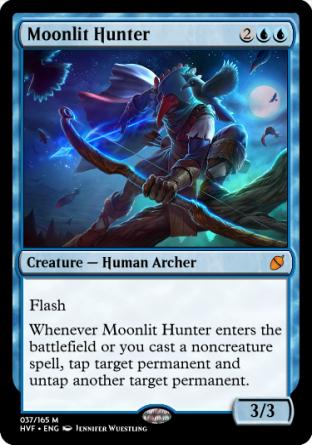 Moonlit Hunter 2
Creature — Human Archer
Flash
Whenever Moonlit Hunter enters the
battlefield or you cast a noncreature
spell, tap target permanent and
untap another target permanent.
037/165 M
HVF • ENG Jennifer Wuestling
3/3